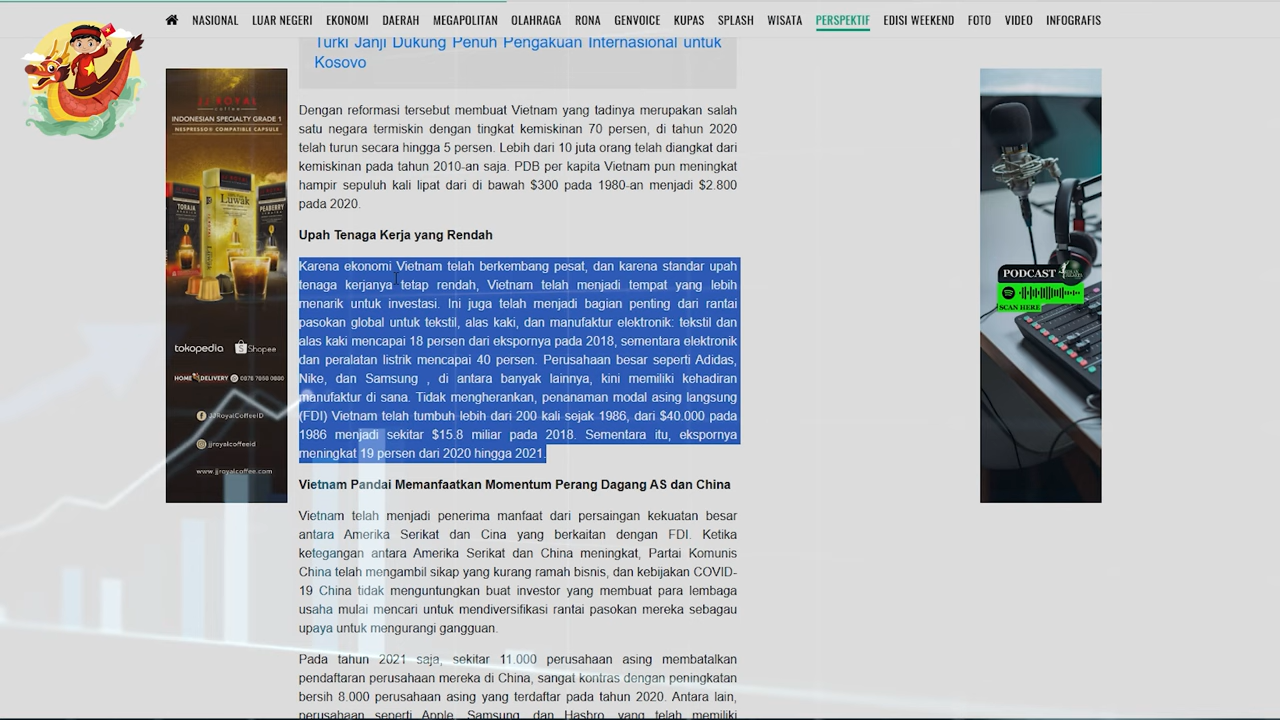 NASIONAL LUAR NEGERI EKONOMI DAERAH MEGAPOLITAN OLAHRAGA RONA GENVOICE KUPAS SPLASH WISATA PERSPEKTIF EDISI WEEKEND FOTO VIDEO INFOGRAFIS
Turki Janji Dukung Penuh Pengakuan Internasional untuk
Kosovo
Dengan reformasi tersebut membuat Vietnam yang tadinya merupakan salah
satu negara termiskin dengan tingkat kemiskinan 70 persen, di tahun 2020
telah turun secara hingga 5 persen. Lebih dari 10 juta orang telah diangkat dari
kemiskinan pada tahun 2010-an saja. PDB per kapita Vietnam pun meningkat
hampir sepuluh kali lipat dari di bawah $300 pada 1980-an menjadi $2.800
pada 2020.
Upah Tenaga Kerja yang Rendah
Karena ekonomi Vietnam telah berkembang pesat, dan karena standar upah
tenaga kerjanya tetap rendah, Vietnam telah menjadi tempat yang lebih
menarik untuk investasi. Ini juga telah menjadi bagian penting dari rantai
pasokan global untuk tekstil, alas kaki, dan manufaktur elektronik: tekstil dan
alas kaki mencapai 18 persen dari ekspornya pada 2018, sementara elektronik
dan peralatan listrik mencapai 40 persen. Perusahaan besar seperti Adidas,
Nike, dan Samsung , di antara banyak lainnya, kini memiliki kehadiran
manufaktur di sana. Tidak mengherankan, penanaman modal asing langsung
(FDI) Vietnam telah tumbuh lebih dari 200 kali sejak 1986, dari $40.000 pada
1986 menjadi sekitar $15.8 miliar pada 2018. Sementara itu, ekspornya
meningkat 19 persen dari 2020 hingga 2021.
Vietnam Pandai Memanfaatkan Momentum Perang Dagang AS dan China
Vietnam telah menjadi penerima manfaat dari persaingan kekuatan besar
antara Amerika Serikat dan Cina yang berkaitan dengan FDI. Ketika
ketegangan antara Amerika Serikat dan China meningkat, Partai Komunis
China telah mengambil sikap yang kurang ramah bisnis, dan kebijakan COVID-
19 China tidak menguntungkan buat investor yang membuat para lembaga
usaha mulai mencari untuk mendiversifikasi rantai pasokan mereka sebagau
upaya untuk mengurangi gangguan.
Pada tahun 2021 saja, sekitar 11.000 perusahaan asing membatalkan
pendaftaran perusahaan mereka di China, sangat kontras dengan peningkatan
bersih 8.000 perusahaan asing yang terdaftar pada tahun 2020. Antara lain,
perusahaan seperti Apple, Samsung, dan Hasbro, yang telah memiliki
JJ ROYAL
coffee
INDONESIAN SPECIALTY GRADE 1
NESPRESSO® COMPATIBLE CAPSULE
TORAJA
Luwak
PEABERRY
tokopedia Shopee
HOME DELIVERY 0878 7850 0800
JJRoyalCoffeeID
jjroyalcoffeeid
www.jjroyalcoffee.com
PODCAST
SCAN HERE